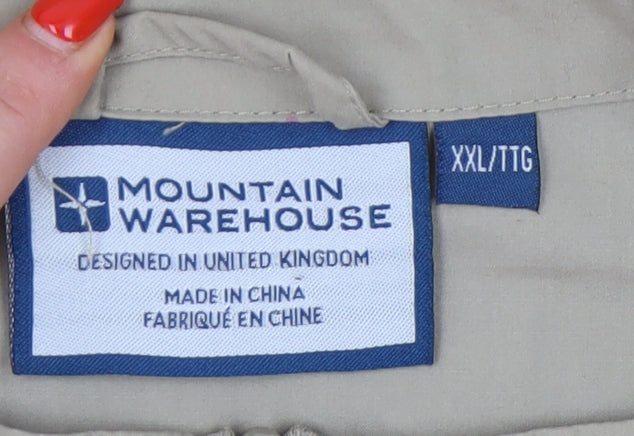 MOUNTAIN
WAREHOUSE
DESIGNED IN UNITED KINGDOM
MADE IN CHINA
FABRIQUÉ EN CHINE
XXL/TTG